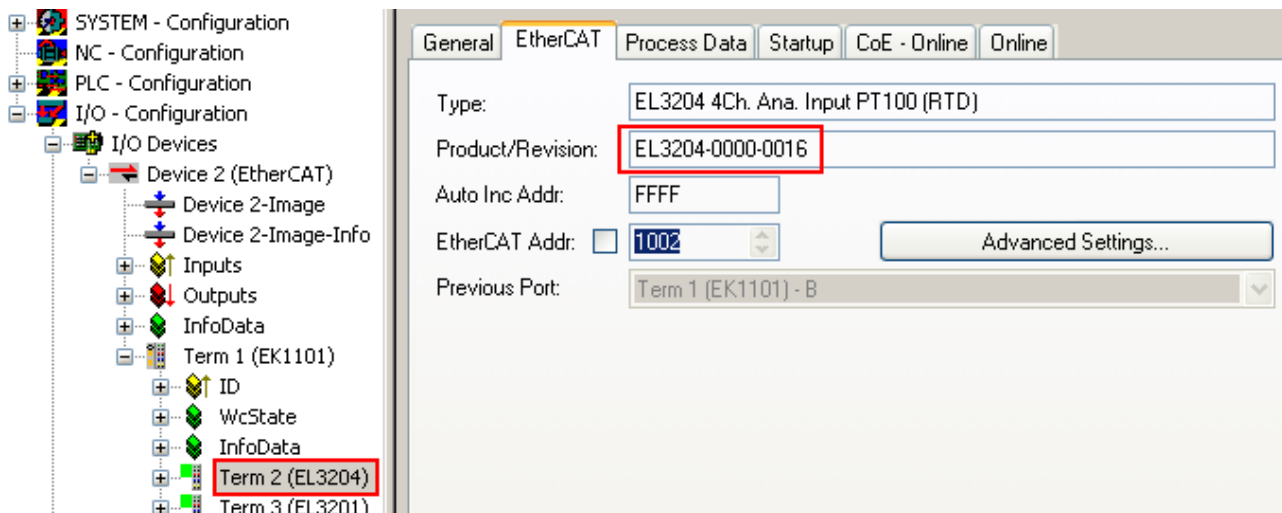 SYSTEM - Configuration
NC - Configuration
PLC - Configuration
I/O - Configuration
I/O Devices
Device 2 (EtherCAT)
Device 2-Image
Device 2-Image-Info
Inputs
Outputs
InfoData
Term 1 (EK1101)
ID
WcState
InfoData
Term 2 (EL3204)
Term 3 (EL3201)
General EtherCAT Process Data Startup CoE - Online Online
Type: EL3204 4Ch. Ana. Input PT100 (RTD)
Product/Revision: EL3204-0000-0016
Auto Inc Addr: FFFF
EtherCAT Addr: 1002 Advanced Settings...
Previous Port: Term 1 (EK1101) - B